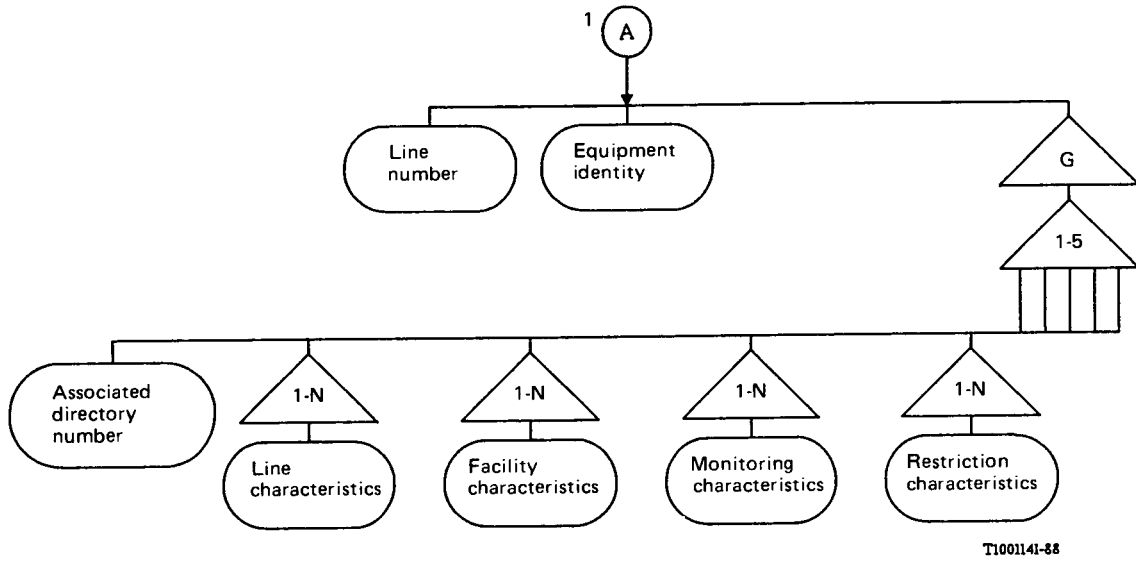 1
A
Line
number
Equipment
identity
G
1-5
Associated
directory
number
1-N
1-N
1-N
1-N
Line
characteristics
Facility
characteristics
Monitoring
characteristics
Restriction
characteristics
T1001141-88